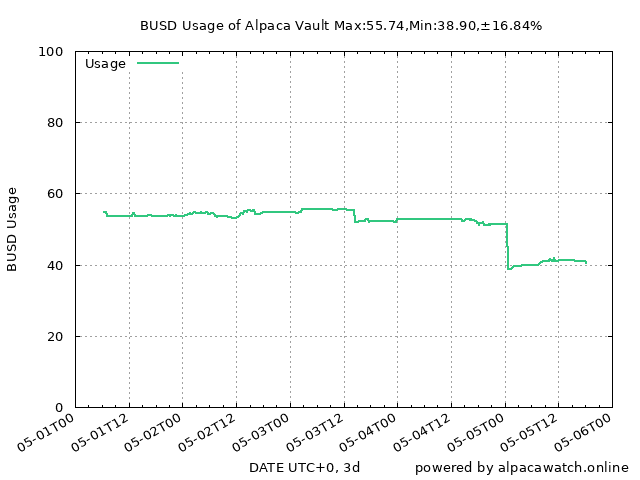 BUSD Usage of Alpaca Vault Max:55.74,Min:38.90,±16.84%
Usage
100
80
60
40
20
0
BUSD Usage
05-01T00
05-01T12
05-02T00
05-02T12
05-03T00
05-03T12
05-04T00
05-04T12
05-05T00
05-05T12
05-06T00
DATE UTC+0, 3d
powered by alpacawatch.online